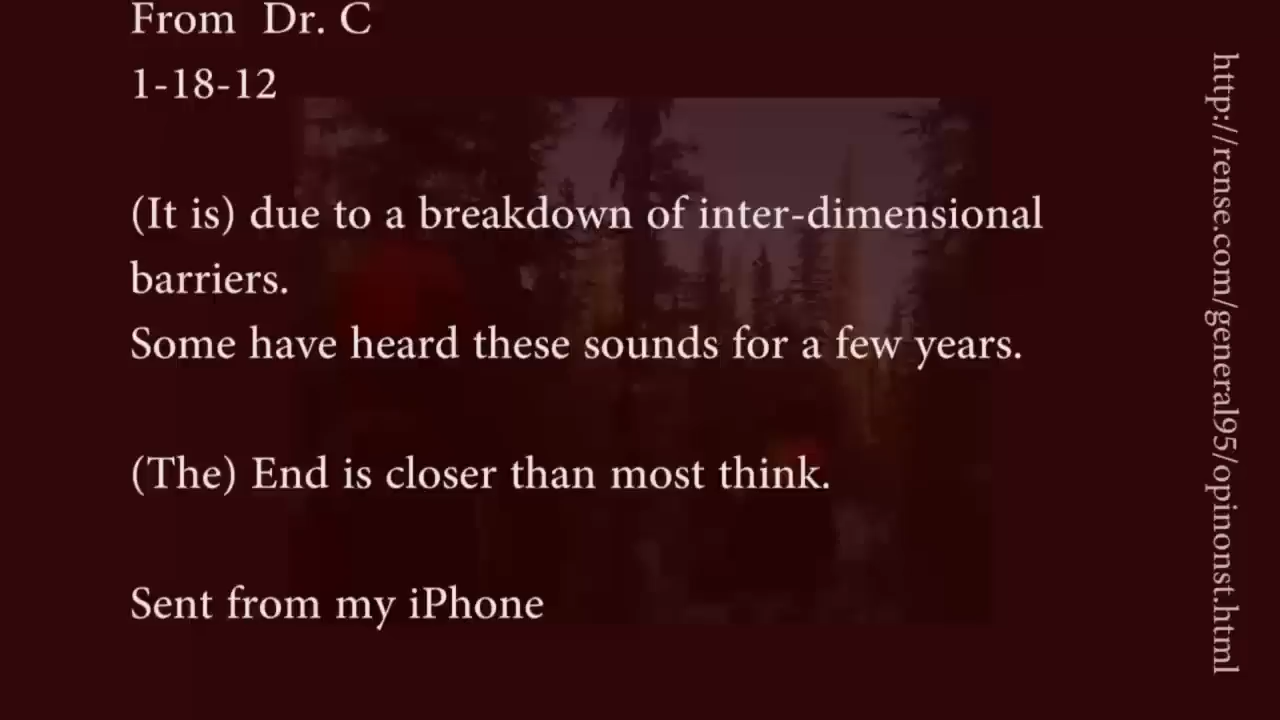 From Dr. C
1-18-12
(It is) due to a breakdown of inter-dimensional
barriers.
Some have heard these sounds for a few years.
(The) End is closer than most think.
Sent from my iPhone
http://rense.com/general95/opinonst.html